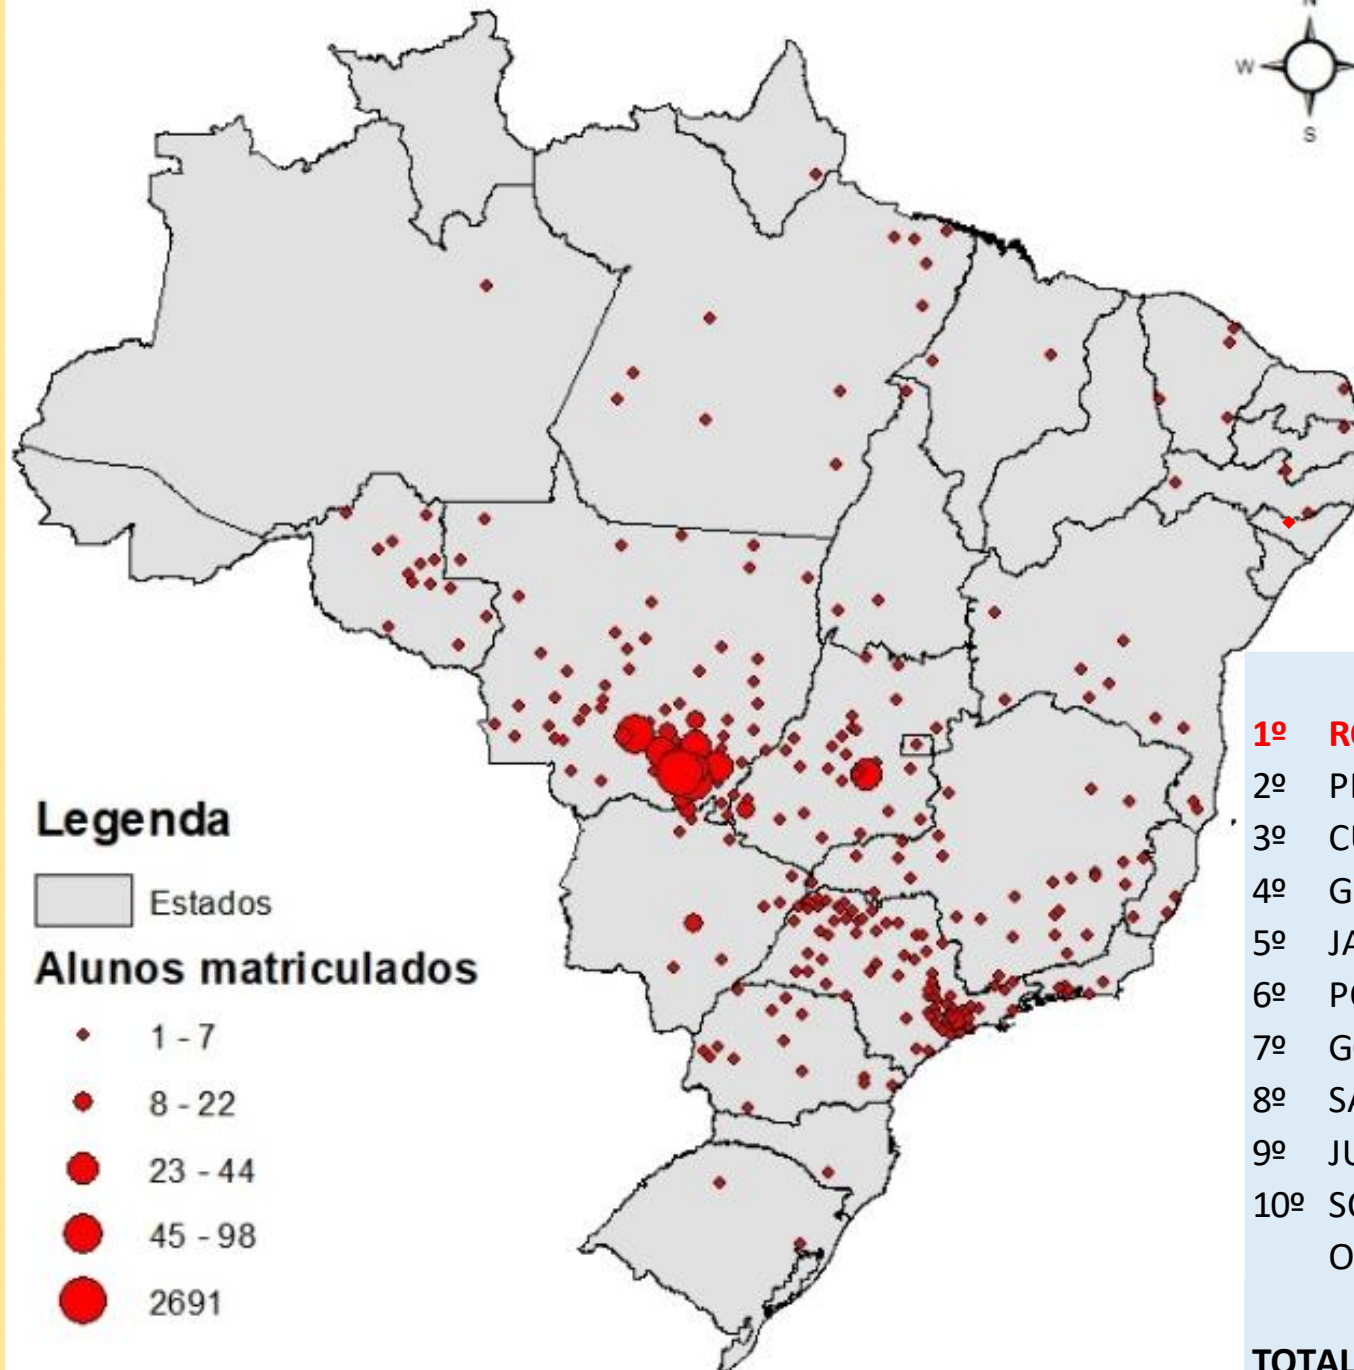 N
W
S
Legenda
Estados
Alunos matriculados
1 - 7
8 - 22
23 - 44
45 - 98
2691
1º
2º
3º
4º
5º
6º
7º
8º
9º
10º
TOTAL